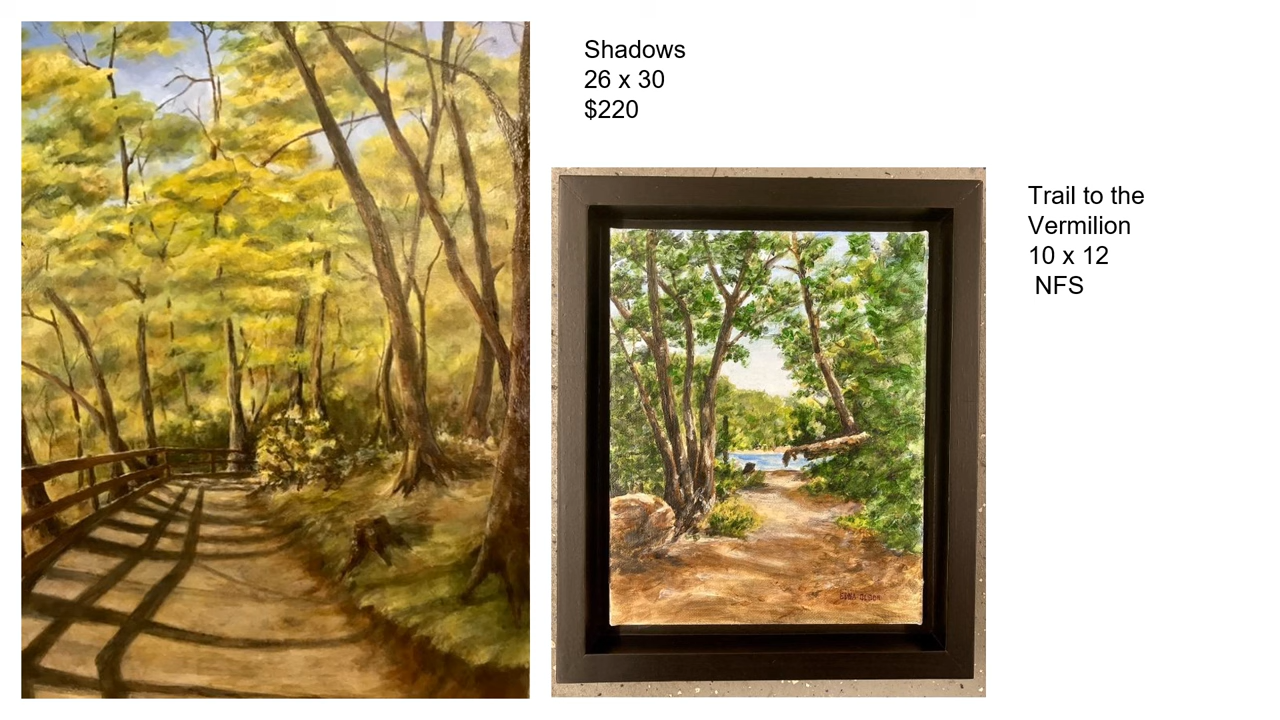 Shadows
26 x 30
$220
Trail to the
Vermilion
10 x 12
NFS